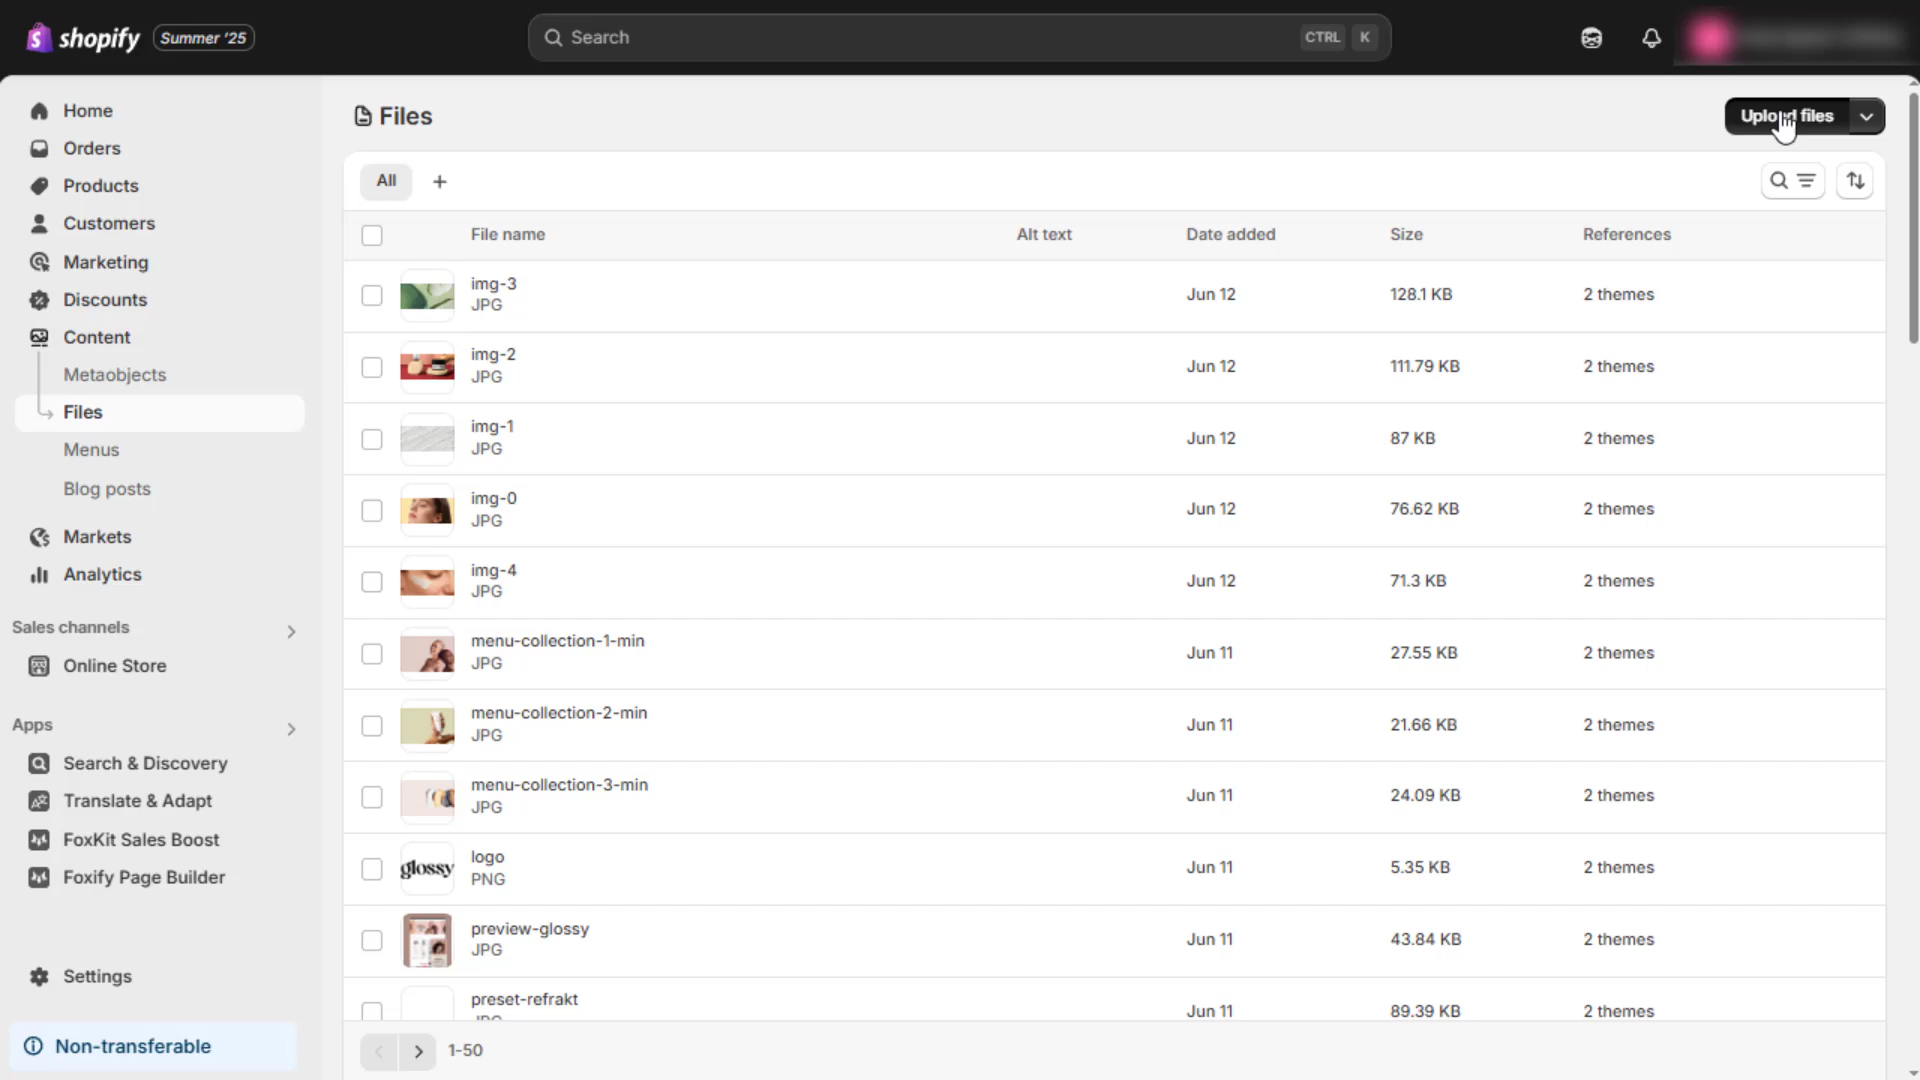 shopify Summer '25
Search CTRL K
Home
Orders
Products
Customers
Marketing
Discounts
Content
Metaobjects
Files
Menus
Blog posts
Markets
Analytics
Sales channels
Online Store
Apps
Search & Discovery
Translate & Adapt
FoxKit Sales Boost
Foxify Page Builder
Settings
Non-transferable
Files
Upload files
All
File name Alt text Date added Size References
img-3
JPG
Jun 12 128.1 KB 2 themes
img-2
JPG
Jun 12 111.79 KB 2 themes
img-1
JPG
Jun 12 87 KB 2 themes
img-0
JPG
Jun 12 76.62 KB 2 themes
img-4
JPG
Jun 12 71.3 KB 2 themes
menu-collection-1-min
JPG
Jun 11 27.55 KB 2 themes
menu-collection-2-min
JPG
Jun 11 21.66 KB 2 themes
menu-collection-3-min
JPG
Jun 11 24.09 KB 2 themes
glossy
logo
PNG
Jun 11 5.35 KB 2 themes
preview-glossy
JPG
Jun 11 43.84 KB 2 themes
preset-refrakt
JPG
Jun 11 89.39 KB 2 themes
1-50